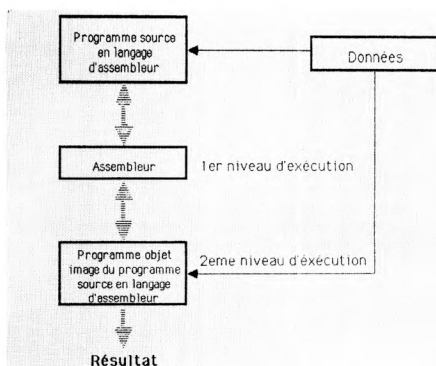 Programme source
en langage
d'assembleur
Données
Assembleur
1er niveau d'exécution
Programme objet
image du programme
source en langage
d'assembleur
2eme niveau d'éxécution
Résultat